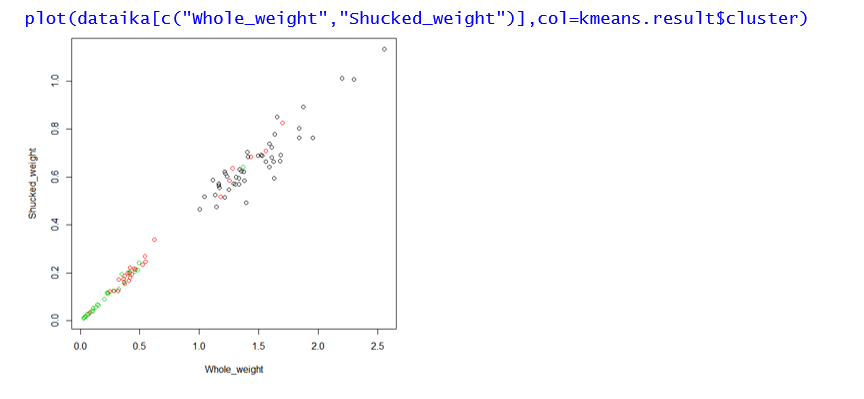 plot(dataika[c("Whole_weight","Shucked_weight")],col=kmeans.result$cluster)
Shucked_weight
1.0
0.8
0.6
0.4
0.2
0.0
0.0 0.5 1.0 1.5 2.0 2.5
Whole_weight